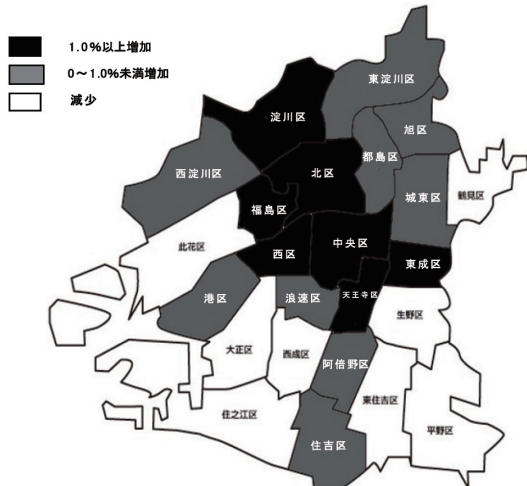 1.0%以上増加
0～1.0%未満増加
減少
東淀川区
淀川区
旭区
都島区
西淀川区
北区
城東区
鶴見区
福島区
中央区
此花区
西区
東成区
天王寺区
港区
浪速区
生野区
大正区
西成区
阿倍野区
東住吉区
住之江区
平野区
住吉区